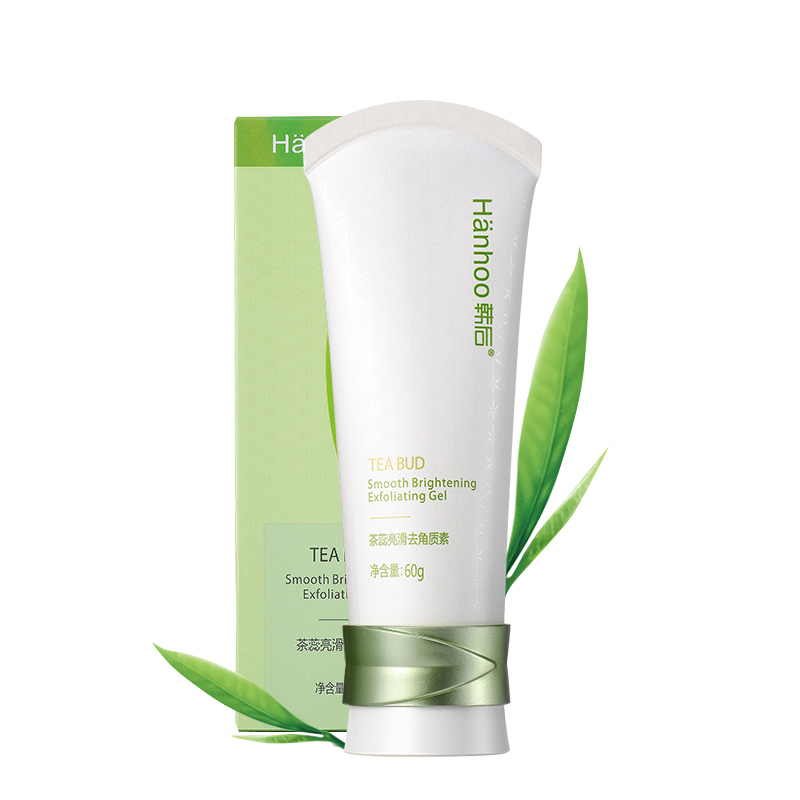 Hä
Hänhoo 韩后®
TEA BUD
Smooth Brightening
Exfoliating Gel
茶蕊亮滑去角质素
净含量:60g
TEA
Smooth Bri
Exfoliati
茶蕊亮滑
净含量